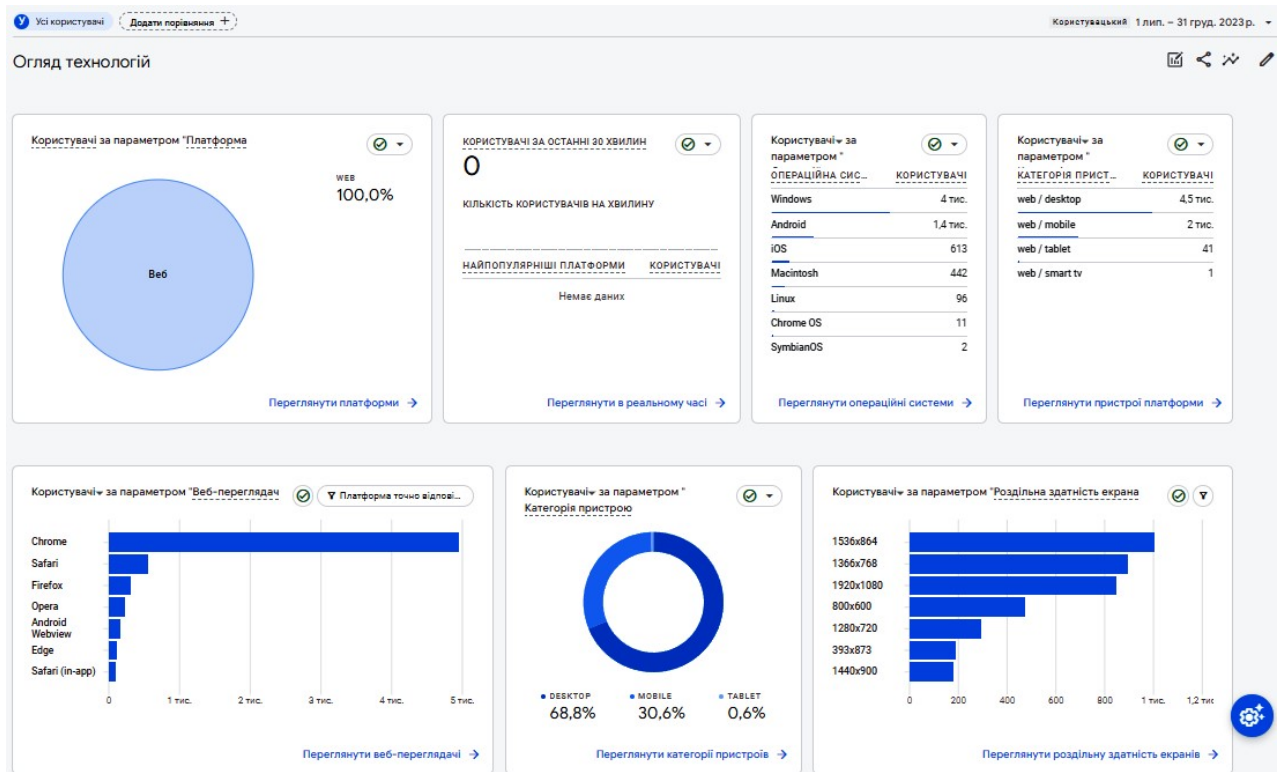 У Усі користувачі Додати порівняння +
Користувацький 1 лип. – 31 груд. 2023 р.
Огляд технологій
Користувачі за параметром "Платформа
WEB
100,0%
Веб
Переглянути платформи →
КОРИСТУВАЧІ ЗА ОСТАННІ 30 ХВИЛИН
0
КІЛЬКІСТЬ КОРИСТУВАЧІВ НА ХВИЛИНУ
НАЙПОПУЛЯРНІШІ ПЛАТФОРМИ КОРИСТУВАЧІ
Немає даних
Переглянути в реальному часі →
Користувачі за
параметром "
ОПЕРАЦІЙНА СИС... КОРИСТУВАЧІ
Windows 4 тис.
Android 1,4 тис.
iOS 613
Macintosh 442
Linux 96
Chrome OS 11
SymbianOS 2
Переглянути операційні системи →
Користувачі за
параметром "
КАТЕГОРІЯ ПРИСТ... КОРИСТУВАЧІ
web / desktop 4,5 тис.
web / mobile 2 тис.
web / tablet 41
web / smart tv 1
Переглянути пристрої платформи →
Користувачі за параметром "Веб-переглядач
Платформа точно відпові...
Chrome
Safari
Firefox
Opera
Android
Webview
Edge
Safari (in-app)
0 1 тис. 2 тис. 3 тис. 4 тис. 5 тис.
Переглянути веб-переглядачі →
Користувачі за параметром "
Категорія пристрою
DESKTOP MOBILE TABLET
68,8% 30,6% 0,6%
Переглянути категорії пристроїв →
Користувачі за параметром "Роздільна здатність екрана
1536x864
1366x768
1920x1080
800x600
1280x720
393x873
1440x900
0 200 400 600 800 1 тис. 1,2 тис
Переглянути роздільну здатність екранів →